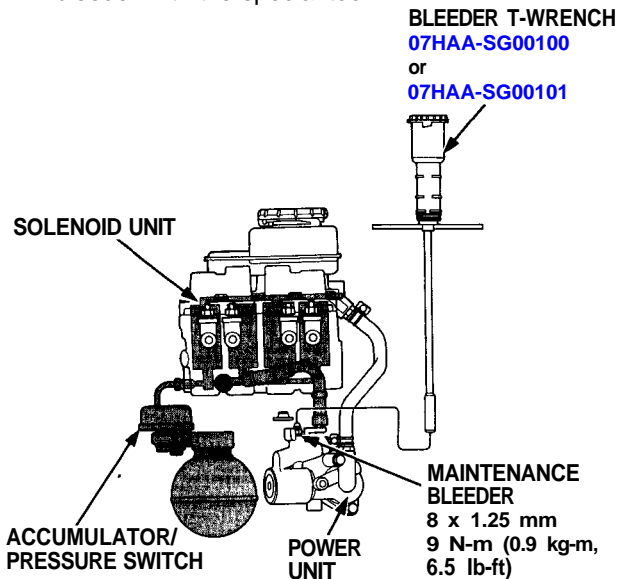 BLEEDER T-WRENCH
07HAA-SG00100
or
07HAA-SG00101
SOLENOID UNIT
MAINTENANCE
BLEEDER
8 x 1.25 mm
9 N-m (0.9 kg-m,
6.5 lb-ft)
ACCUMULATOR/
PRESSURE SWITCH
POWER
UNIT